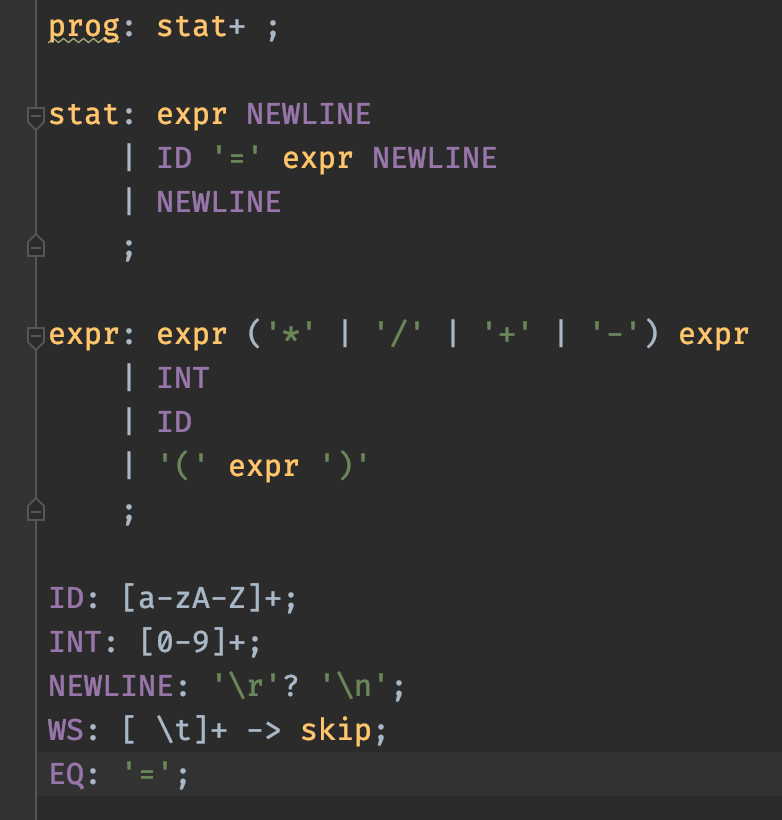 prog: stat+ ;
stat: expr NEWLINE
| ID '=' expr NEWLINE
| NEWLINE
;
expr: expr ('*' | '/' | '+' | '-') expr
| INT
| ID
| '(' expr ')'
;
ID: [a-zA-Z]+;
INT: [0-9]+;
NEWLINE: '\r'? '\n';
WS: [ \t]+ -> skip;
EQ: '=';